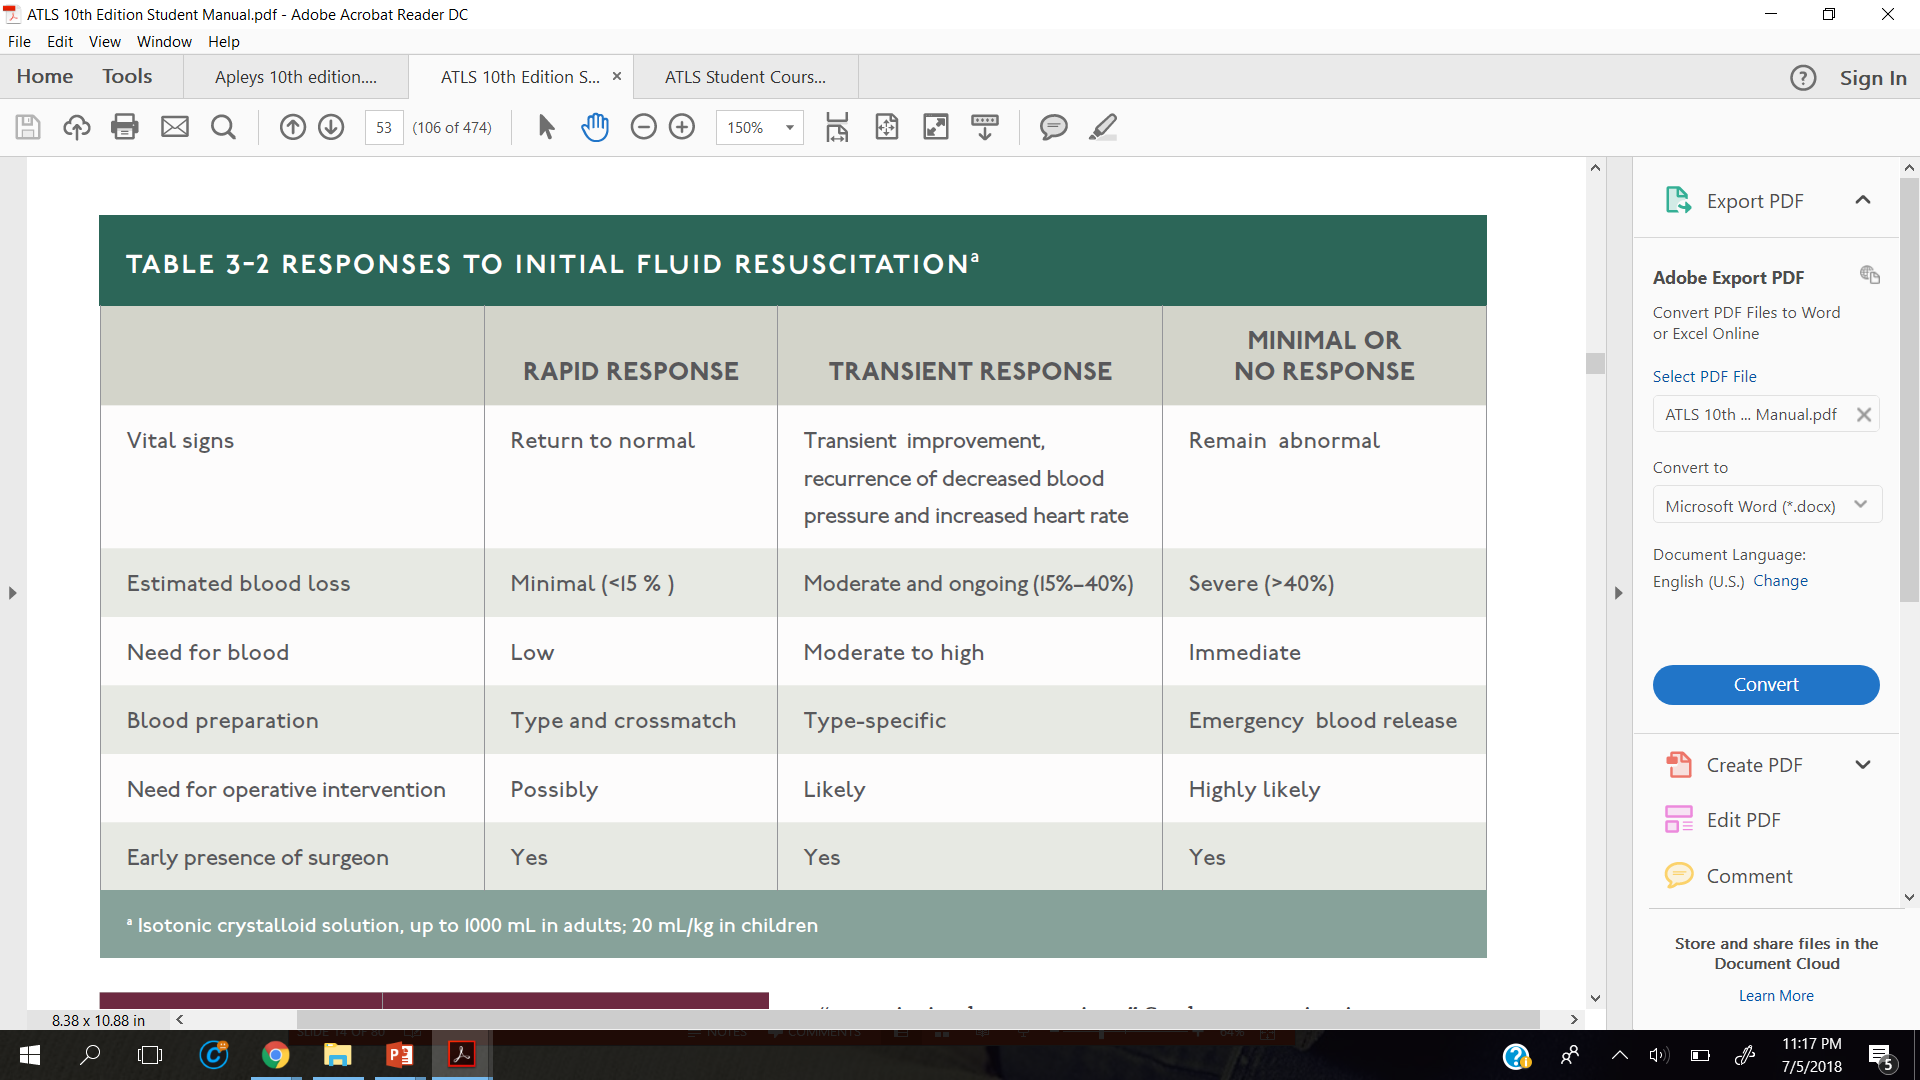 ATLS 10th Edition Student Manual.pdf - Adobe Acrobat Reader DC
File Edit View Window Help
Home Tools Apleys 10th edition.... ATLS 10th Edition S... × ATLS Student Cours... ? Sign In
53 (106 of 474) 150%
TABLE 3-2 RESPONSES TO INITIAL FLUID RESUSCITATIONª
RAPID RESPONSE TRANSIENT RESPONSE MINIMAL OR
NO RESPONSE
Vital signs Return to normal Transient improvement, Remain abnormal
recurrence of decreased blood
pressure and increased heart rate
Estimated blood loss Minimal (<15 % ) Moderate and ongoing (15%–40%) Severe (>40%)
Need for blood Low Moderate to high Immediate
Blood preparation Type and crossmatch Type-specific Emergency blood release
Need for operative intervention Possibly Likely Highly likely
Early presence of surgeon Yes Yes Yes
ª Isotonic crystalloid solution, up to 1000 mL in adults; 20 mL/kg in children
8.38 x 10.88 in
Export PDF
Adobe Export PDF
Convert PDF Files to Word
or Excel Online
Select PDF File
ATLS 10th ... Manual.pdf
Convert to
Microsoft Word (*.docx)
Document Language:
English (U.S.) Change
Convert
Create PDF
Edit PDF
Comment
Store and share files in the
Document Cloud
Learn More
NOTES COMMENTS
11:17 PM
7/5/2018
5